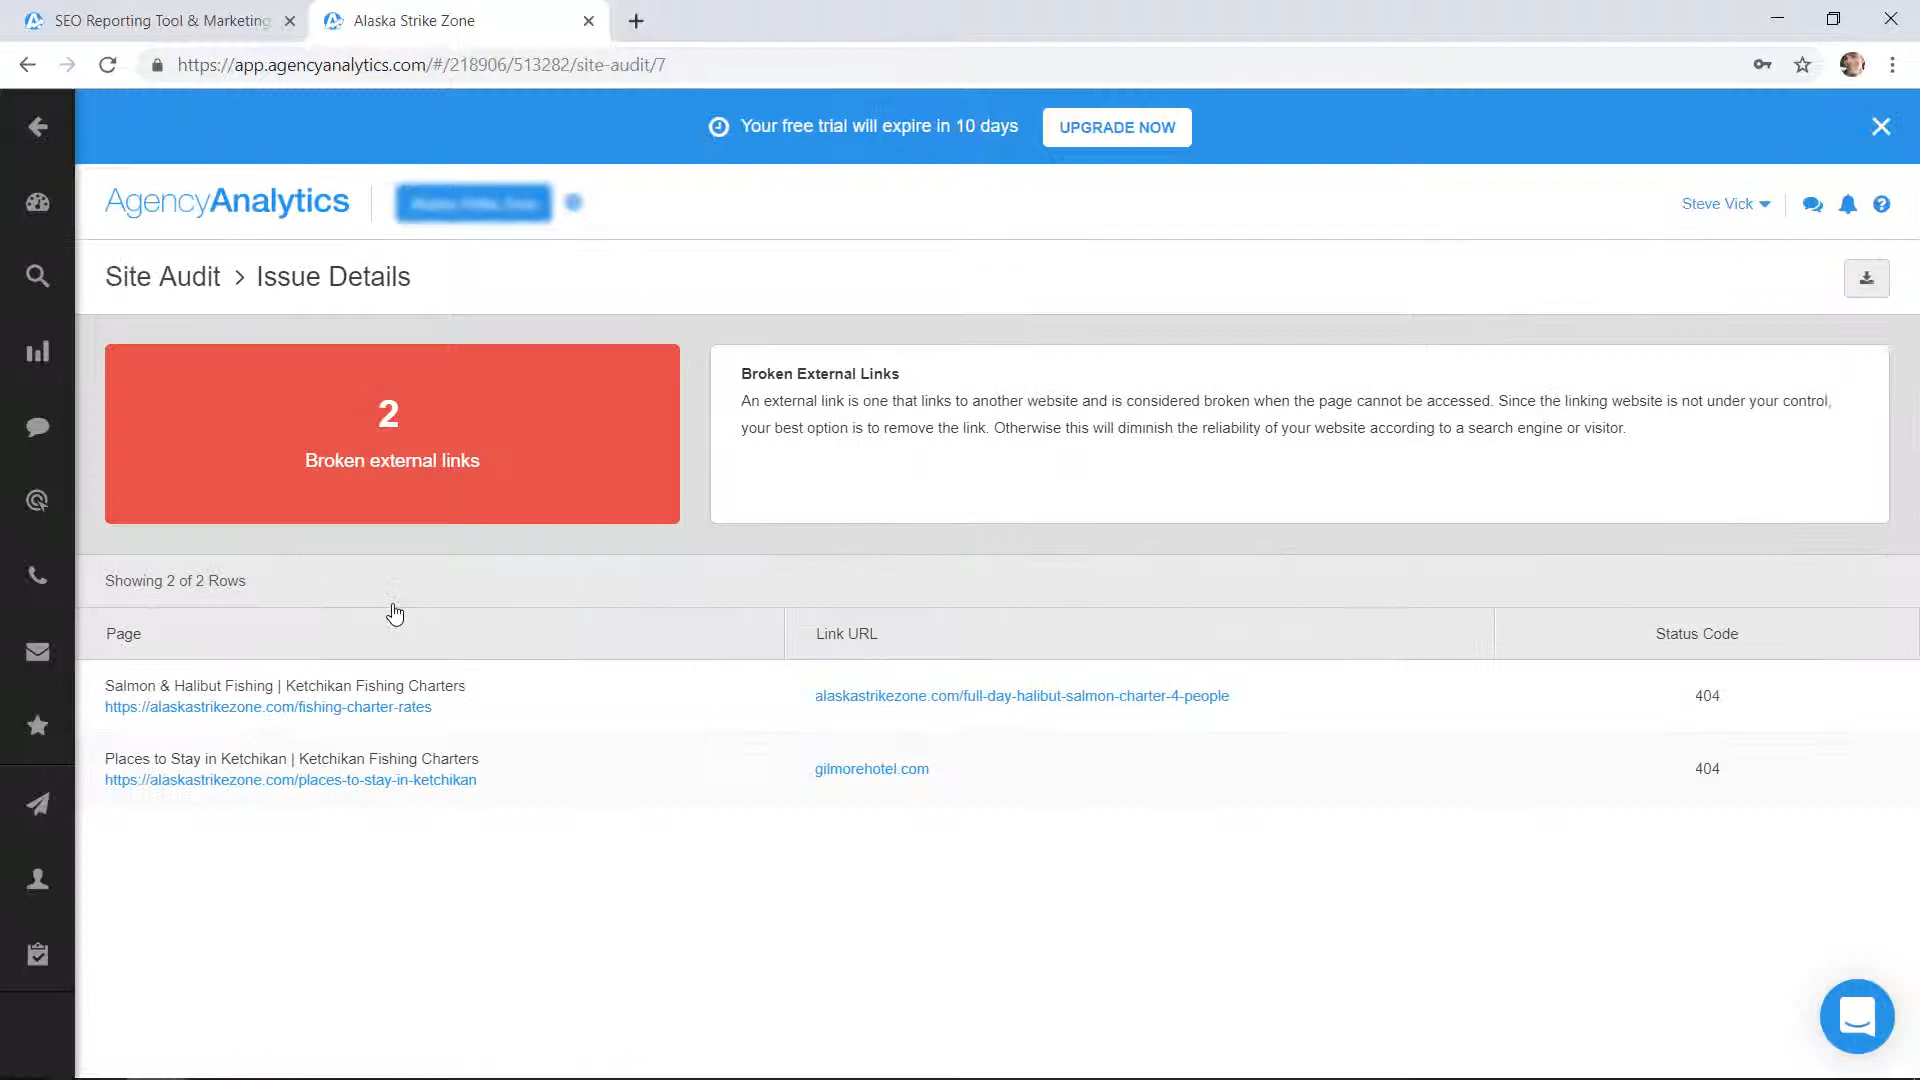 SEO Reporting Tool & Marketing
Alaska Strike Zone
https://app.agencyanalytics.com/#/218906/513282/site-audit/7
Your free trial will expire in 10 days
UPGRADE NOW
AgencyAnalytics
Steve Vick
Site Audit > Issue Details
2
Broken external links
Broken External Links
An external link is one that links to another website and is considered broken when the page cannot be accessed. Since the linking website is not under your control,
your best option is to remove the link. Otherwise this will diminish the reliability of your website according to a search engine or visitor.
Showing 2 of 2 Rows
Page
Link URL
Status Code
Salmon & Halibut Fishing | Ketchikan Fishing Charters
https://alaskastrikezone.com/fishing-charter-rates
alaskastrikezone.com/full-day-halibut-salmon-charter-4-people
404
Places to Stay in Ketchikan | Ketchikan Fishing Charters
https://alaskastrikezone.com/places-to-stay-in-ketchikan
gilmorehotel.com
404